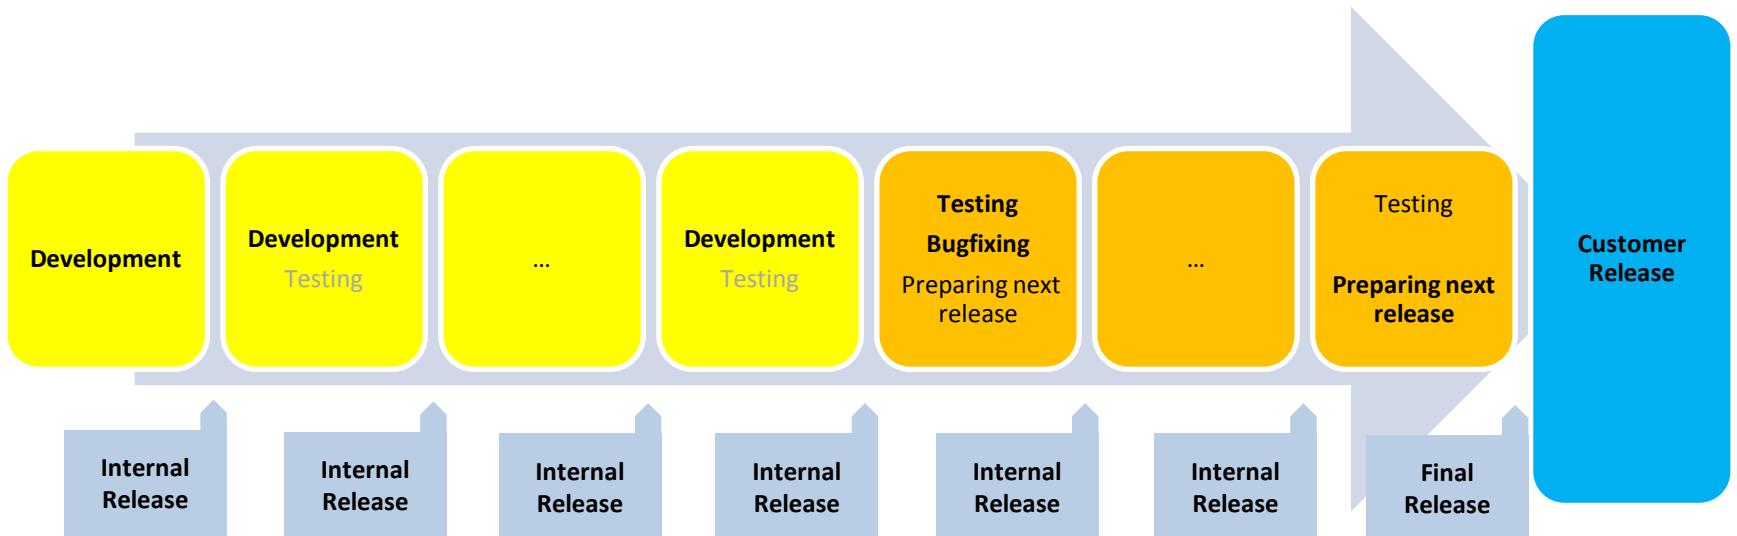 Development
Development
Testing
...
Development
Testing
Testing
Bugfixing
Preparing next
release
...
Testing
Preparing next
release
Customer
Release
Internal
Release
Internal
Release
Internal
Release
Internal
Release
Internal
Release
Internal
Release
Final
Release